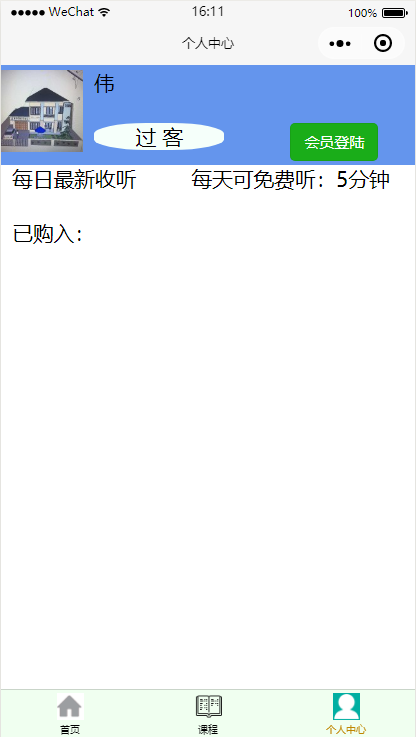 WeChat 16:11 100%
个人中心
伟
过 客
会员登陆
每日最新收听 每天可免费听：5分钟
已购入：
首页 课程 个人中心